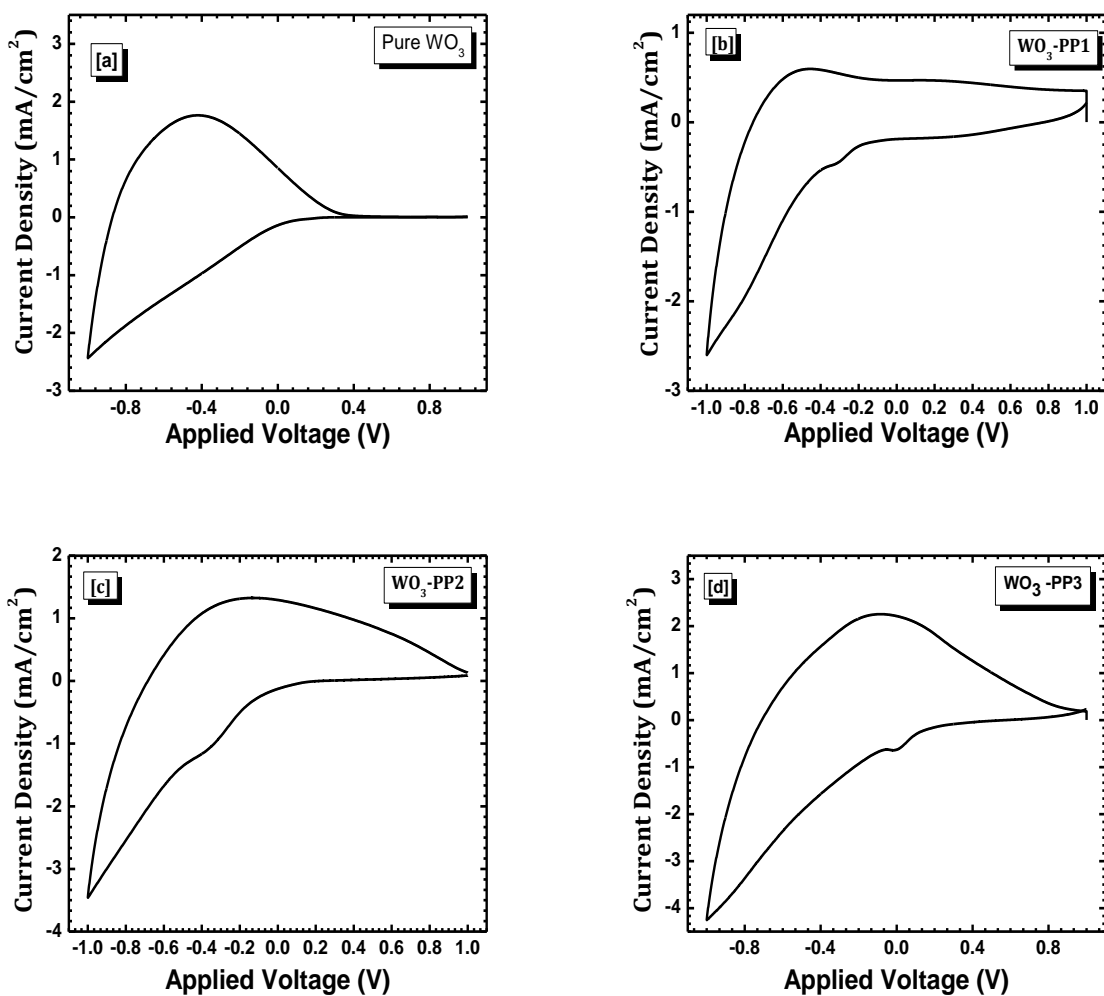 [a]
Pure WO₃
Current Density (mA/cm²)
3
2
1
0
-1
-2
-3
-0.8 -0.4 0.0 0.4 0.8
Applied Voltage (V)
[b]
WO₃-PP1
Current Density (mA/cm²)
1
0
-1
-2
-3
-1.0 -0.8 -0.6 -0.4 -0.2 0.0 0.2 0.4 0.6 0.8 1.0
Applied Voltage (V)
[c]
WO₃-PP2
Current Density (mA/cm²)
2
1
0
-1
-2
-3
-4
-1.0 -0.8 -0.6 -0.4 -0.2 0.0 0.2 0.4 0.6 0.8 1.0
Applied Voltage (V)
[d]
WO₃ -PP3
Current Density (mA/cm²)
3
2
1
0
-1
-2
-3
-4
-0.8 -0.4 0.0 0.4 0.8
Applied Voltage (V)